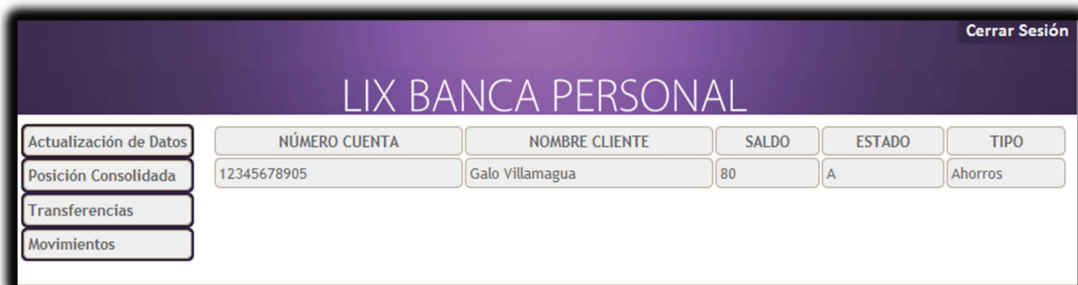 Cerrar Sesión
LIX BANCA PERSONAL
Actualización de Datos
Posición Consolidada
Transferencias
Movimientos
NÚMERO CUENTA NOMBRE CLIENTE SALDO ESTADO TIPO
12345678905 Galo Villamagua 80 A Ahorros